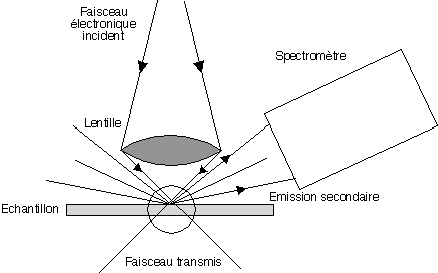 Faisceau
électronique
incident
Spectromètre
Lentille
Emission secondaire
Echantillon
Faisceau transmis